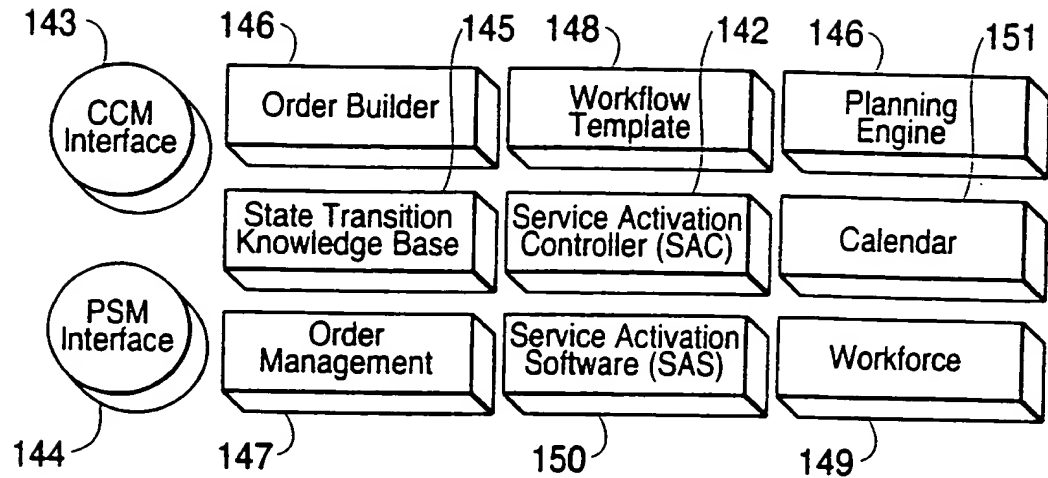 143 146 145 148 142 146 151
CCM
Interface
Order Builder
Workflow
Template
Planning
Engine
State Transition
Knowledge Base
Service Activation
Controller (SAC)
Calendar
PSM
Interface
Order
Management
Service Activation
Software (SAS)
Workforce
144 147 150 149